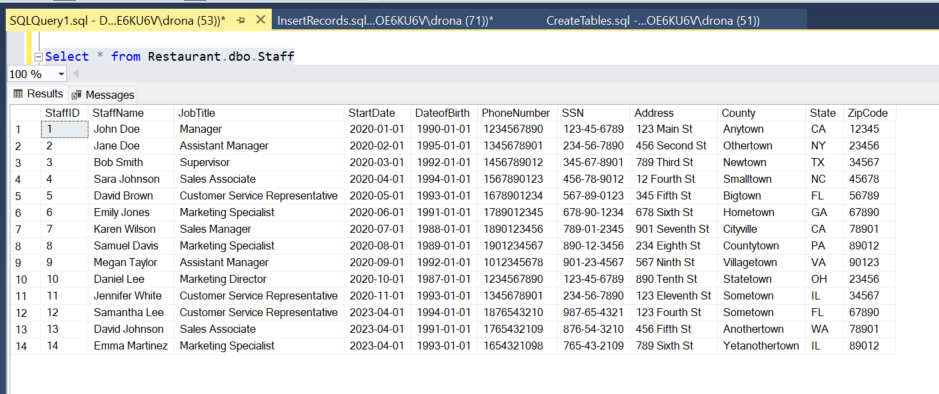 SQLQuery1.sql - D...E6KU6V\drona (53))* InsertRecords.sql...OE6KU6V\drona (71))* CreateTables.sql -...OE6KU6V\drona (51))
Select * from Restaurant.dbo.Staff
100 %
Results Messages
StaffID StaffName JobTitle StartDate DateofBirth PhoneNumber SSN Address County State ZipCode
1 1 John Doe Manager 2020-01-01 1990-01-01 1234567890 123-45-6789 123 Main St Anytown CA 12345
2 2 Jane Doe Assistant Manager 2020-02-01 1995-01-01 1345678901 234-56-7890 456 Second St Othertown NY 23456
3 3 Bob Smith Supervisor 2020-03-01 1992-01-01 1456789012 345-67-8901 789 Third St Newtown TX 34567
4 4 Sara Johnson Sales Associate 2020-04-01 1994-01-01 1567890123 456-78-9012 12 Fourth St Smalltown NC 45678
5 5 David Brown Customer Service Representative 2020-05-01 1993-01-01 1678901234 567-89-0123 345 Fifth St Bigtown FL 56789
6 6 Emily Jones Marketing Specialist 2020-06-01 1991-01-01 1789012345 678-90-1234 678 Sixth St Hometown GA 67890
7 7 Karen Wilson Sales Manager 2020-07-01 1988-01-01 1890123456 789-01-2345 901 Seventh St Cityville CA 78901
8 8 Samuel Davis Marketing Specialist 2020-08-01 1989-01-01 1901234567 890-12-3456 234 Eighth St Countytown PA 89012
9 9 Megan Taylor Assistant Manager 2020-09-01 1992-01-01 1012345678 901-23-4567 567 Ninth St Villagetown VA 90123
10 10 Daniel Lee Marketing Director 2020-10-01 1987-01-01 1234567890 123-45-6789 890 Tenth St Statetown OH 23456
11 11 Jennifer White Customer Service Representative 2020-11-01 1993-01-01 1345678901 234-56-7890 123 Eleventh St Sometown IL 34567
12 12 Samantha Lee Customer Service Representative 2023-04-01 1994-01-01 1876543210 987-65-4321 123 Fourth St Sometown FL 67890
13 13 David Johnson Sales Associate 2023-04-01 1991-01-01 1765432109 876-54-3210 456 Fifth St Anothertown WA 78901
14 14 Emma Martinez Marketing Specialist 2023-04-01 1993-01-01 1654321098 765-43-2109 789 Sixth St Yetanothertown IL 89012